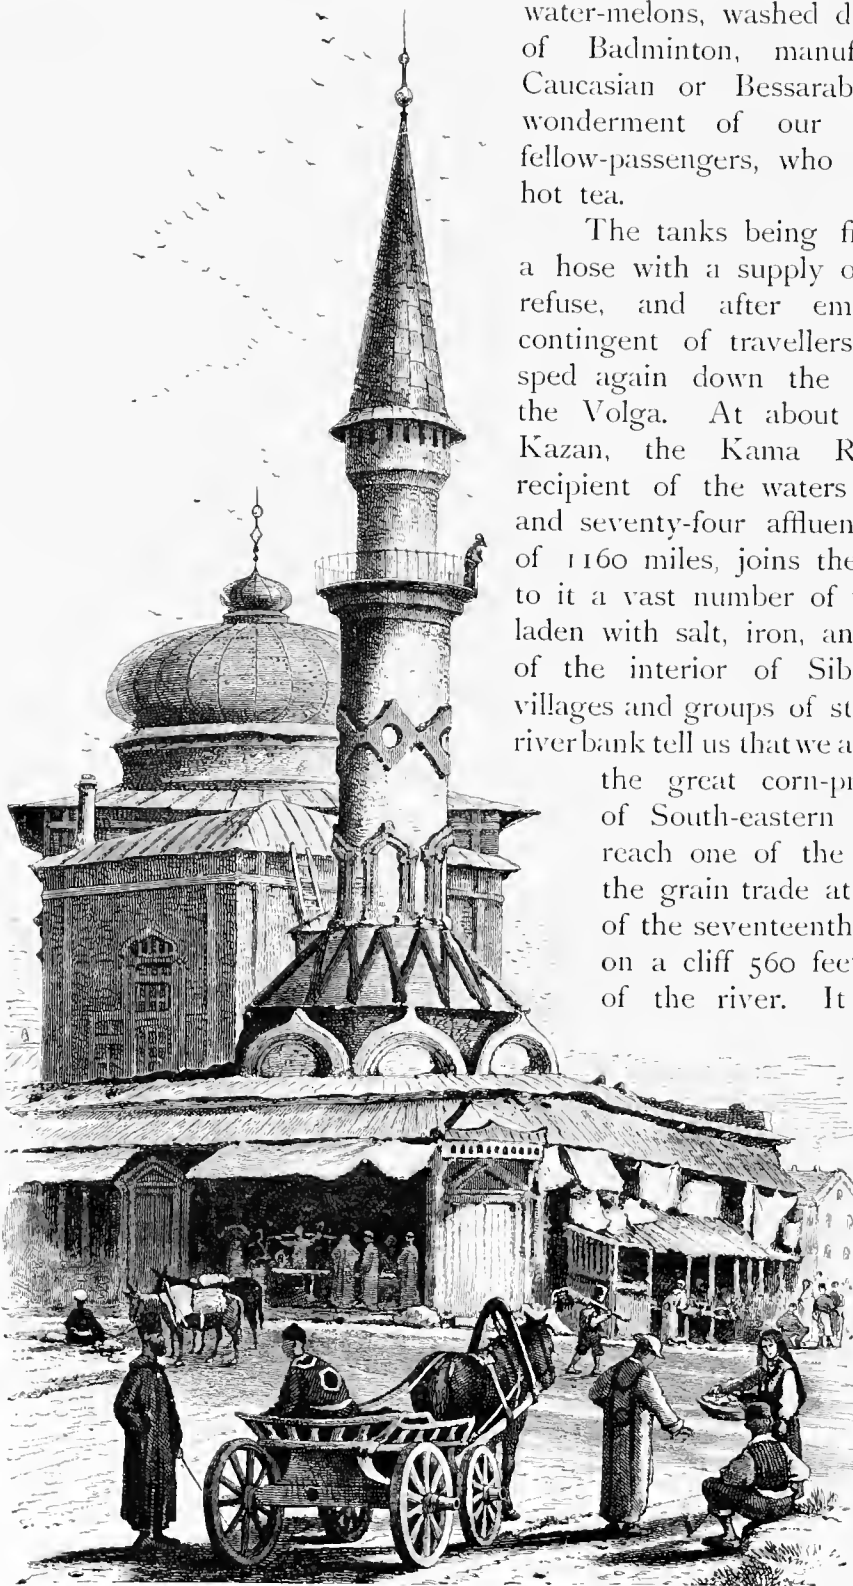 water-melons, washed d
of Badminton, manuf
Caucasian or Bessarab
wonderment of our
fellow-passengers, who
hot tea.
The tanks being fi
a hose with a supply o
refuse, and after em
contingent of travellers
sped again down the
the Volga. At about
Kazan, the Kama R
recipient of the waters
and seventy-four affluen
of 1160 miles, joins the
to it a vast number of
laden with salt, iron, an
of the interior of Sib
villages and groups of st
river bank tell us that we a
the great corn-pr
of South-eastern
reach one of the
the grain trade at
of the seventeenth
on a cliff 560 fee
of the river. It